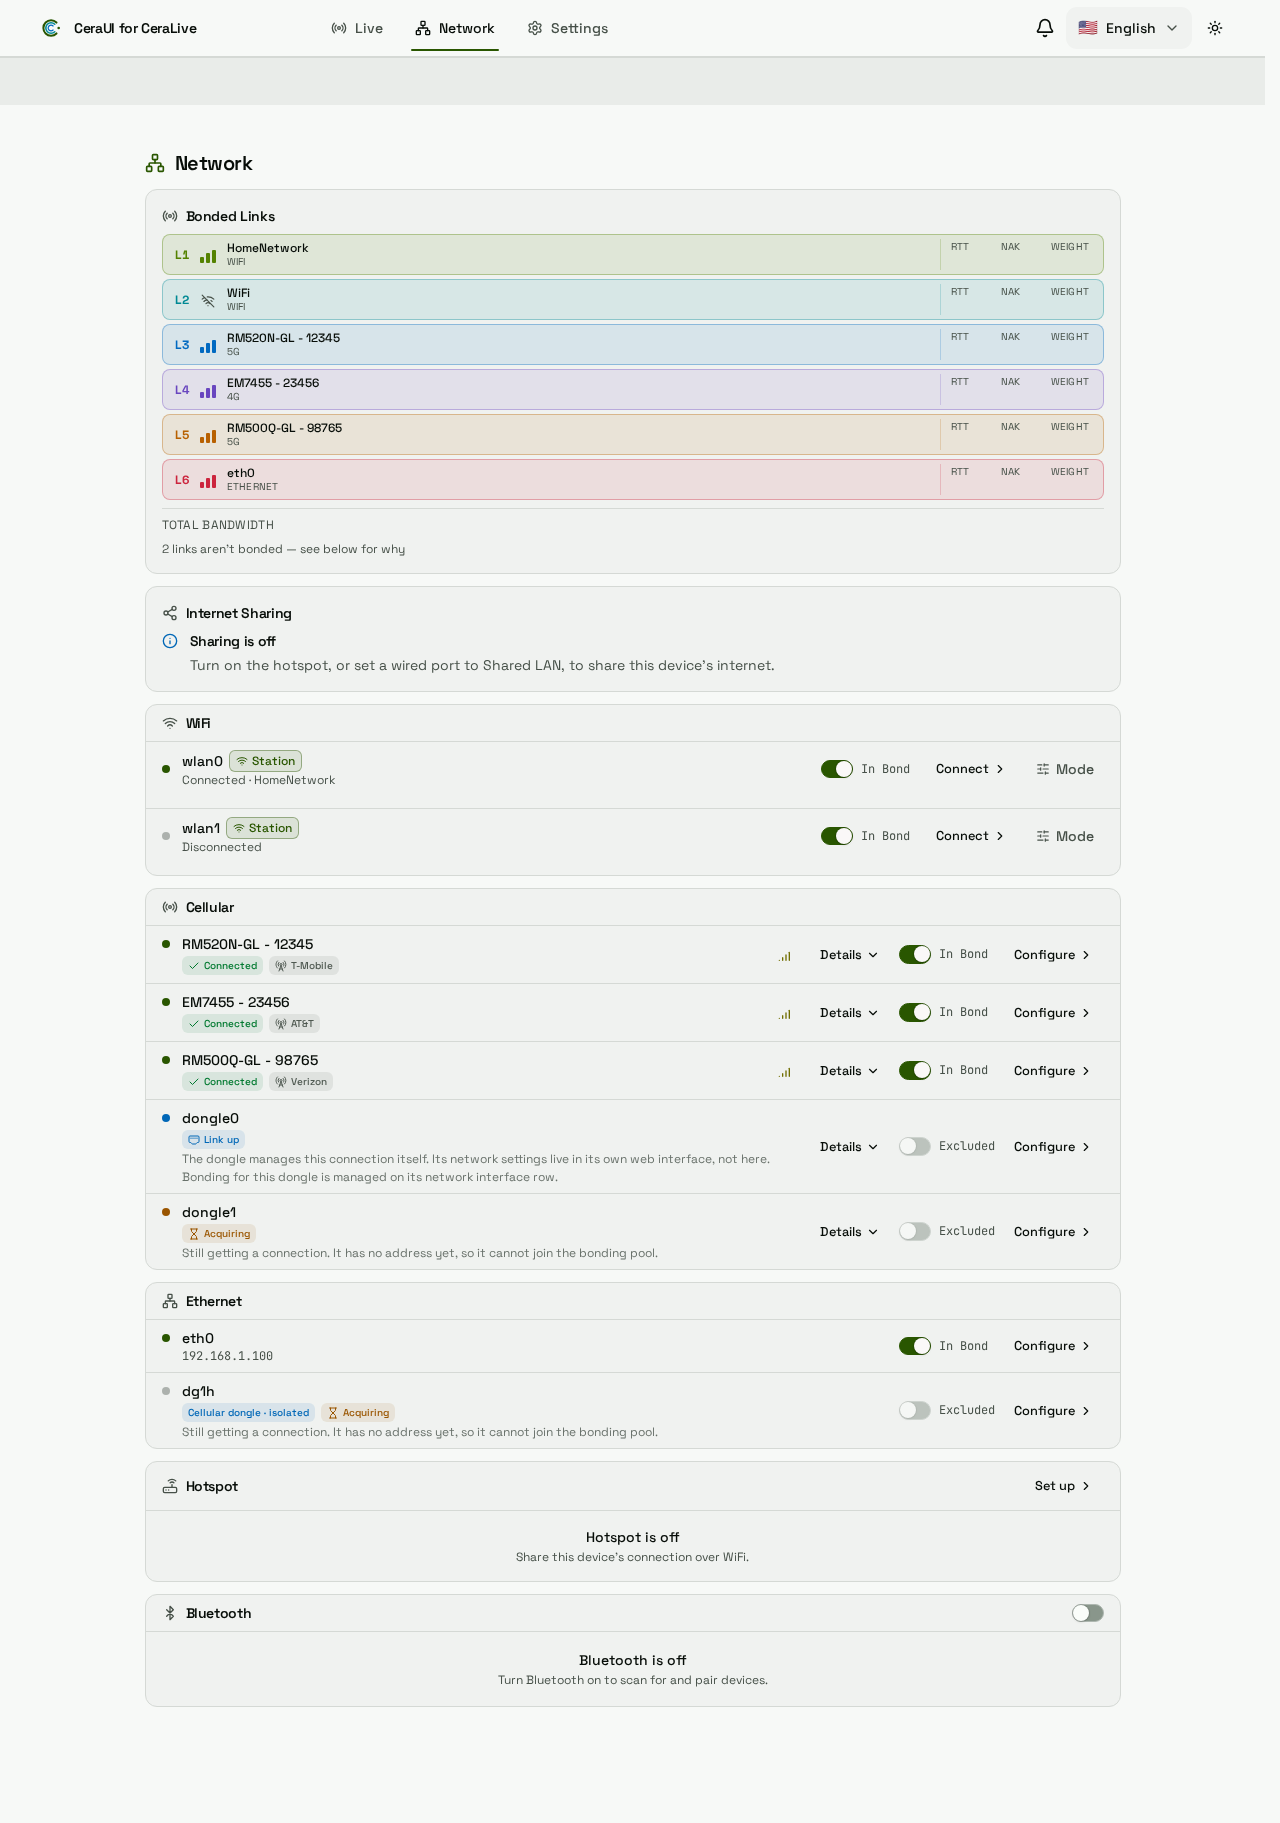 CeraUI for CeraLive
Live
Network
Settings
English
Network
Bonded Links
L1 HomeNetwork RTT NAK WEIGHT
WIFI
L2 WiFi RTT NAK WEIGHT
WIFI
L3 RM520N-GL - 12345 RTT NAK WEIGHT
5G
L4 EM7455 - 23456 RTT NAK WEIGHT
4G
L5 RM500Q-GL - 98765 RTT NAK WEIGHT
5G
L6 eth0 RTT NAK WEIGHT
ETHERNET
TOTAL BANDWIDTH
2 links aren't bonded — see below for why
Internet Sharing
Sharing is off
Turn on the hotspot, or set a wired port to Shared LAN, to share this device's internet.
WiFi
wlan0 Station
Connected · HomeNetwork
In Bond Connect Mode
wlan1 Station
Disconnected
In Bond Connect Mode
Cellular
RM520N-GL - 12345
Connected T-Mobile
Details In Bond Configure
EM7455 - 23456
Connected AT&T
Details In Bond Configure
RM500Q-GL - 98765
Connected Verizon
Details In Bond Configure
dongle0
Link up
The dongle manages this connection itself. Its network settings live in its own web interface, not here.
Bonding for this dongle is managed on its network interface row.
Details Excluded Configure
dongle1
Acquiring
Still getting a connection. It has no address yet, so it cannot join the bonding pool.
Details Excluded Configure
Ethernet
eth0
192.168.1.100
In Bond Configure
dg1h
Cellular dongle · isolated Acquiring
Still getting a connection. It has no address yet, so it cannot join the bonding pool.
Excluded Configure
Hotspot
Set up
Hotspot is off
Share this device's connection over WiFi.
Bluetooth
Bluetooth is off
Turn Bluetooth on to scan for and pair devices.